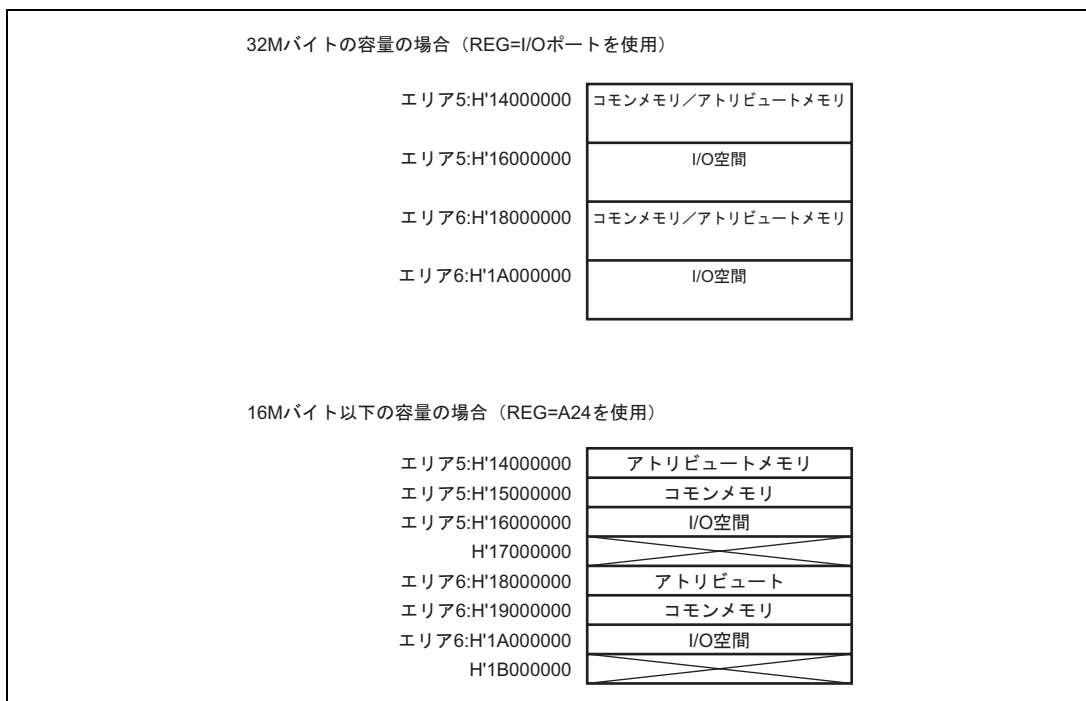 32Mバイトの容量の場合（REG=I/Oポートを使用）
エリア5:H'14000000 コモンメモリ／アトリビュートメモリ
エリア5:H'16000000 I/O空間
エリア6:H'18000000 コモンメモリ／アトリビュートメモリ
エリア6:H'1A000000 I/O空間
16Mバイト以下の容量の場合（REG=A24を使用）
エリア5:H'14000000 アトリビュートメモリ
エリア5:H'15000000 コモンメモリ
エリア5:H'16000000 I/O空間
H'17000000
エリア6:H'18000000 アトリビュート
エリア6:H'19000000 コモンメモリ
エリア6:H'1A000000 I/O空間
H'1B000000